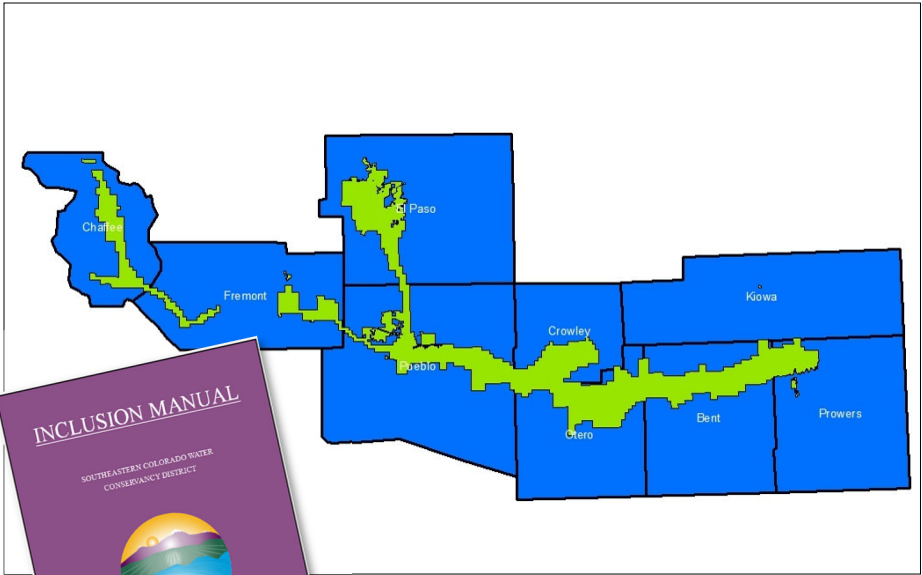 El Paso
Chaffee
Fremont
Kiowa
Crowley
Pueblo
Prowers
Bent
Otero
INCLUSION MANUAL
SOUTHEASTERN COLORADO WATER
CONSERVANCY DISTRICT